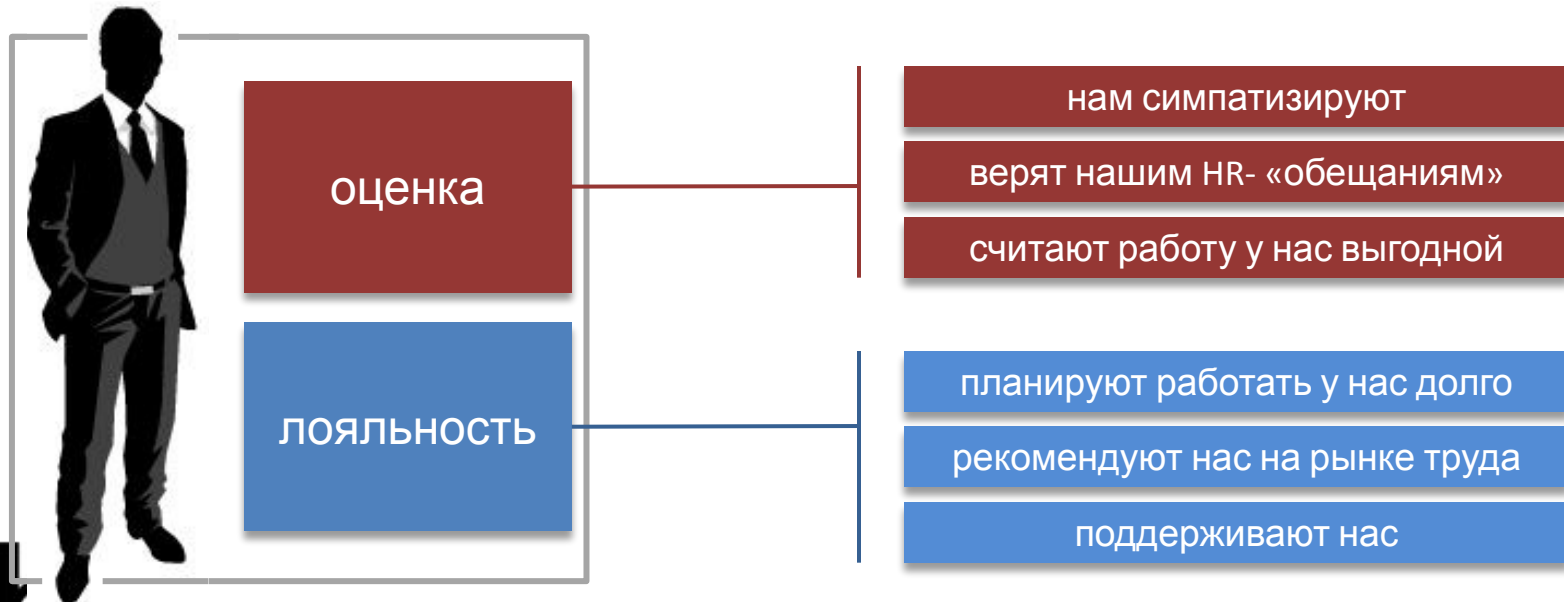 оценка
нам симпатизируют
верят нашим HR- «обещаниям»
считают работу у нас выгодной
лояльность
планируют работать у нас долго
рекомендуют нас на рынке труда
поддерживают нас